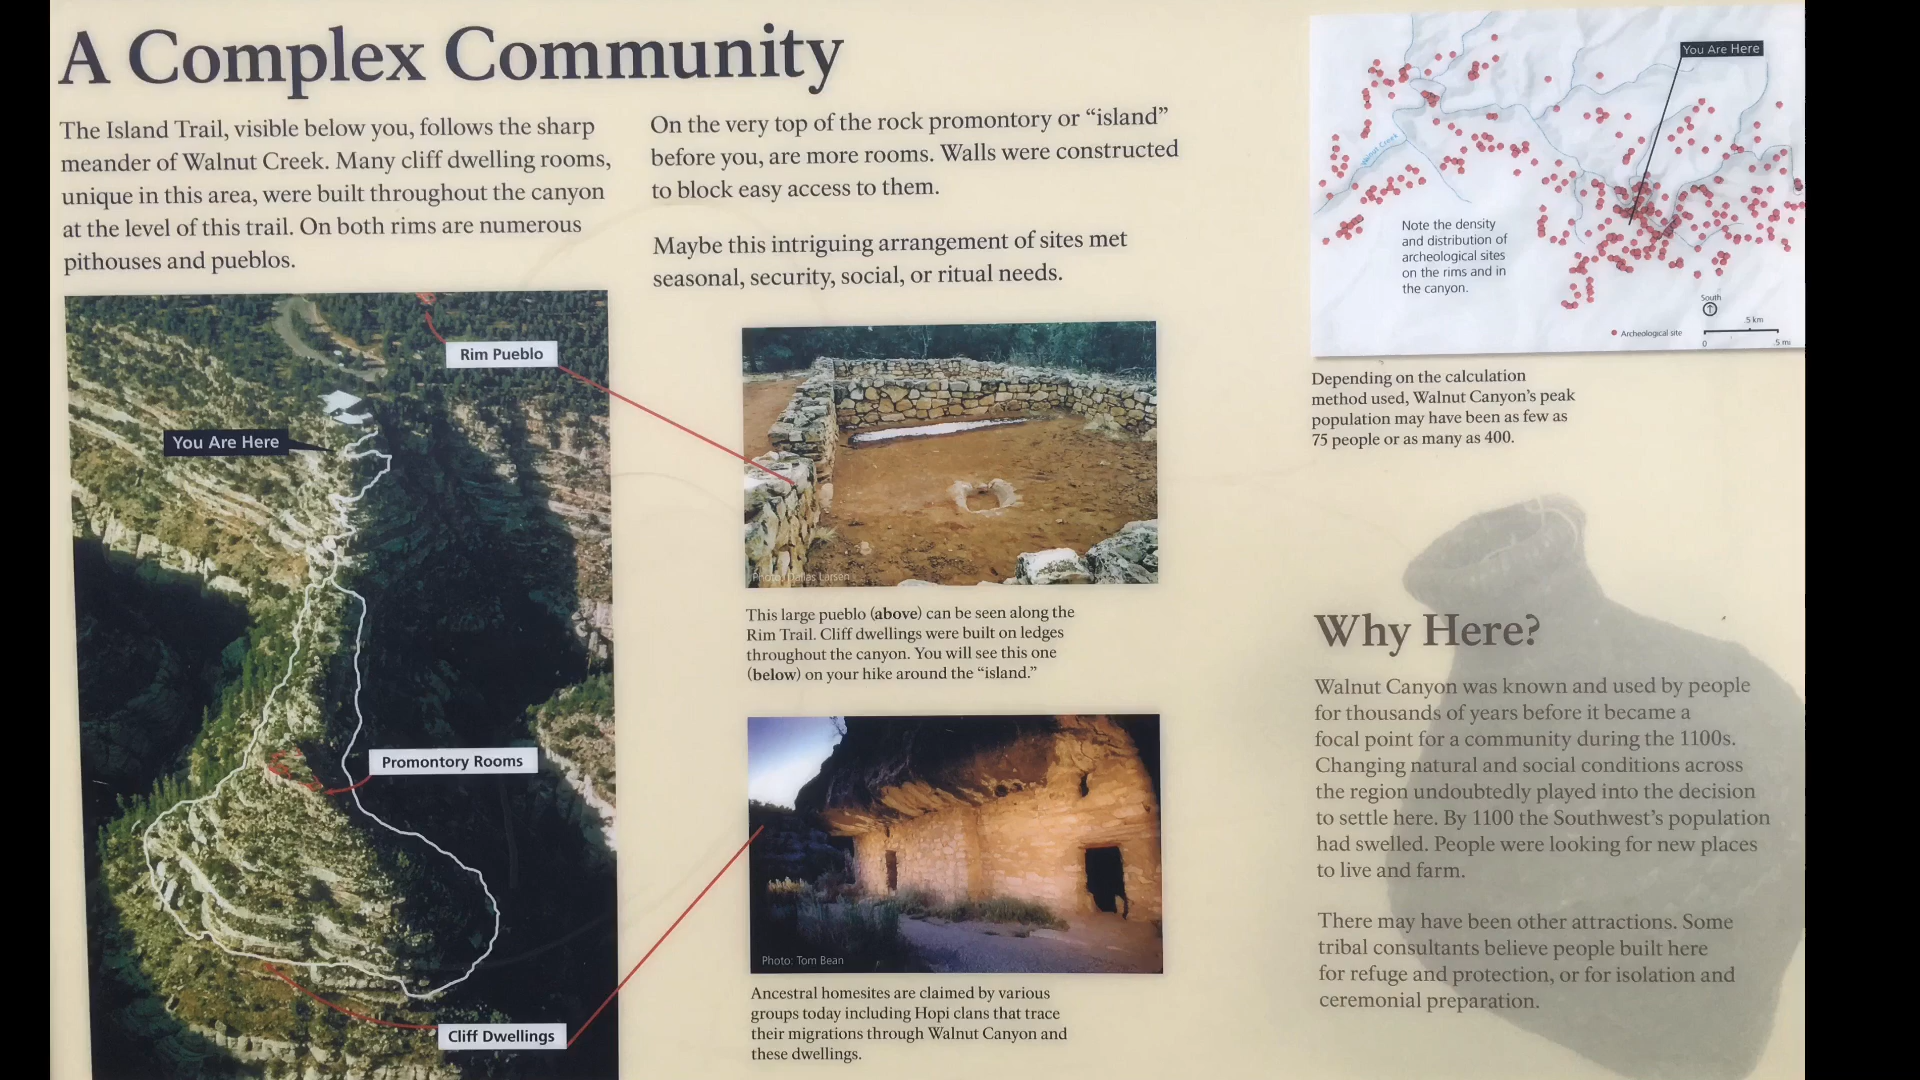 A Complex Community
The Island Trail, visible below you, follows the sharp
meander of Walnut Creek. Many cliff dwelling rooms,
unique in this area, were built throughout the canyon
at the level of this trail. On both rims are numerous
pithouses and pueblos.
On the very top of the rock promontory or “island”
before you, are more rooms. Walls were constructed
to block easy access to them.
Maybe this intriguing arrangement of sites met
seasonal, security, social, or ritual needs.
Rim Pueblo
You Are Here
Promontory Rooms
Cliff Dwellings
Photo: Dallas Larsen
This large pueblo (above) can be seen along the
Rim Trail. Cliff dwellings were built on ledges
throughout the canyon. You will see this one
(below) on your hike around the “island.”
Photo: Tom Bean
Ancestral homesites are claimed by various
groups today including Hopi clans that trace
their migrations through Walnut Canyon and
these dwellings.
You Are Here
Walnut Creek
Note the density
and distribution of
archeological sites
on the rims and in
the canyon.
South
Archeological site
.5 km
0
.5 mi
Depending on the calculation
method used, Walnut Canyon’s peak
population may have been as few as
75 people or as many as 400.
Why Here?
Walnut Canyon was known and used by people
for thousands of years before it became a
focal point for a community during the 1100s.
Changing natural and social conditions across
the region undoubtedly played into the decision
to settle here. By 1100 the Southwest’s population
had swelled. People were looking for new places
to live and farm.
There may have been other attractions. Some
tribal consultants believe people built here
for refuge and protection, or for isolation and
ceremonial preparation.